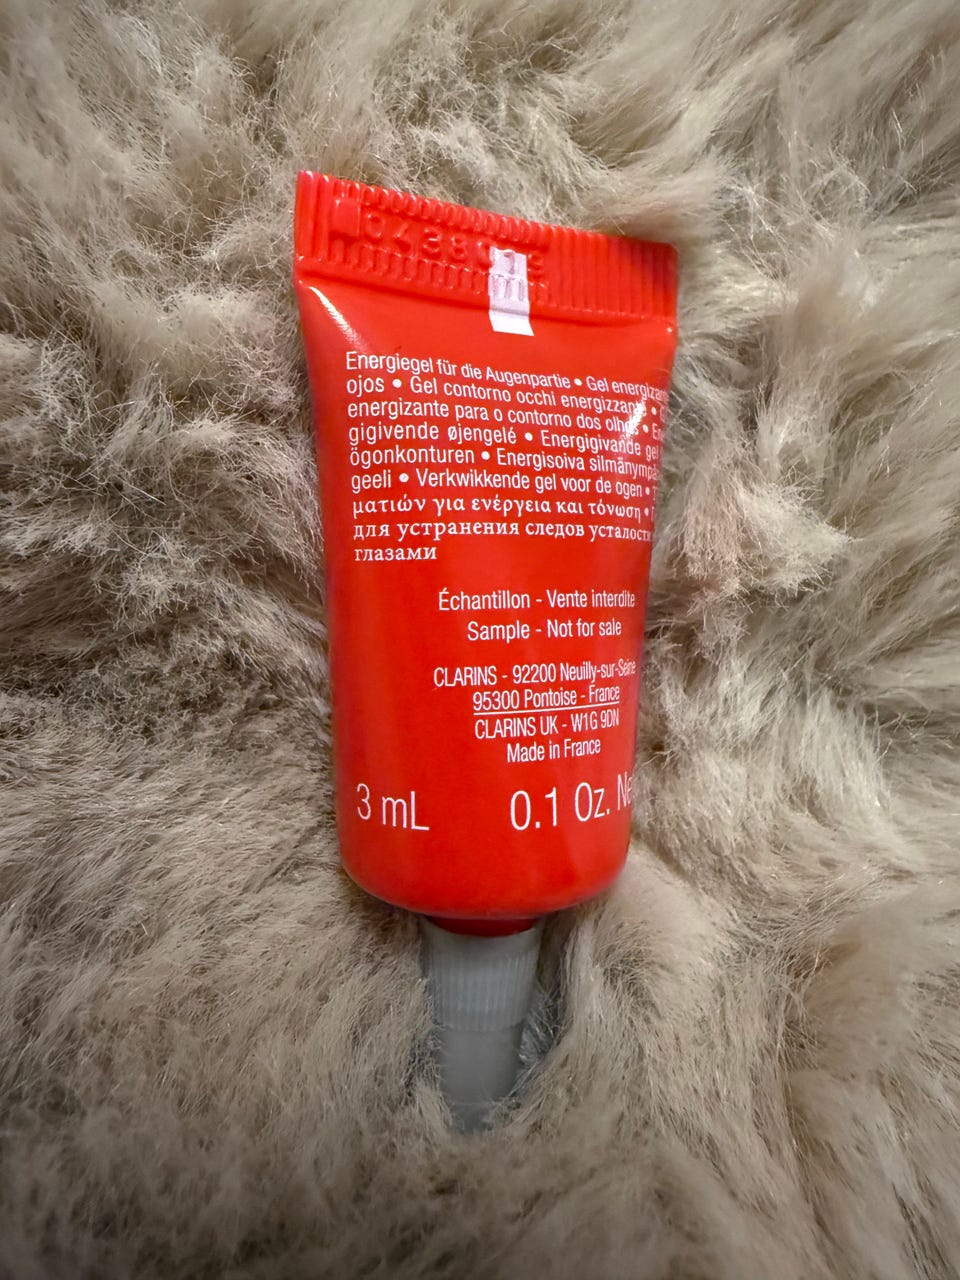 Energiegel für die Augenpartie • Gel energizan
ojos • Gel contorno occhi energizzante •
energizante para o contorno dos olhos •
gigivende øjengelé • Energigivande gel
ögonkonturen • Energisoiva silmänympä
geeli • Verkwikkende gel voor de ogen •
ματιών για ενέργεια και τόνωση •
для устранения следов усталости
глазами
Échantillon - Vente interdite
Sample - Not for sale
CLARINS - 92200 Neuilly-sur-Seine
95300 Pontoise - France
CLARINS UK - W1G 9DN
Made in France
3 mL 0.1 Oz. Ne